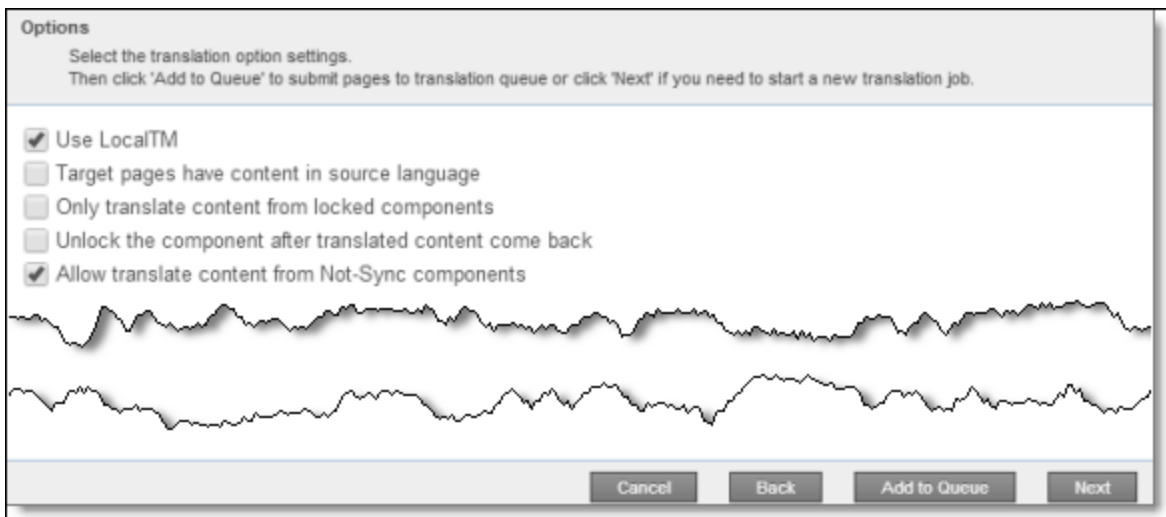 Options
Select the translation option settings.
Then click 'Add to Queue' to submit pages to translation queue or click 'Next' if you need to start a new translation job.
Use LocalTM
Target pages have content in source language
Only translate content from locked components
Unlock the component after translated content come back
Allow translate content from Not-Sync components
Cancel Back Add to Queue Next